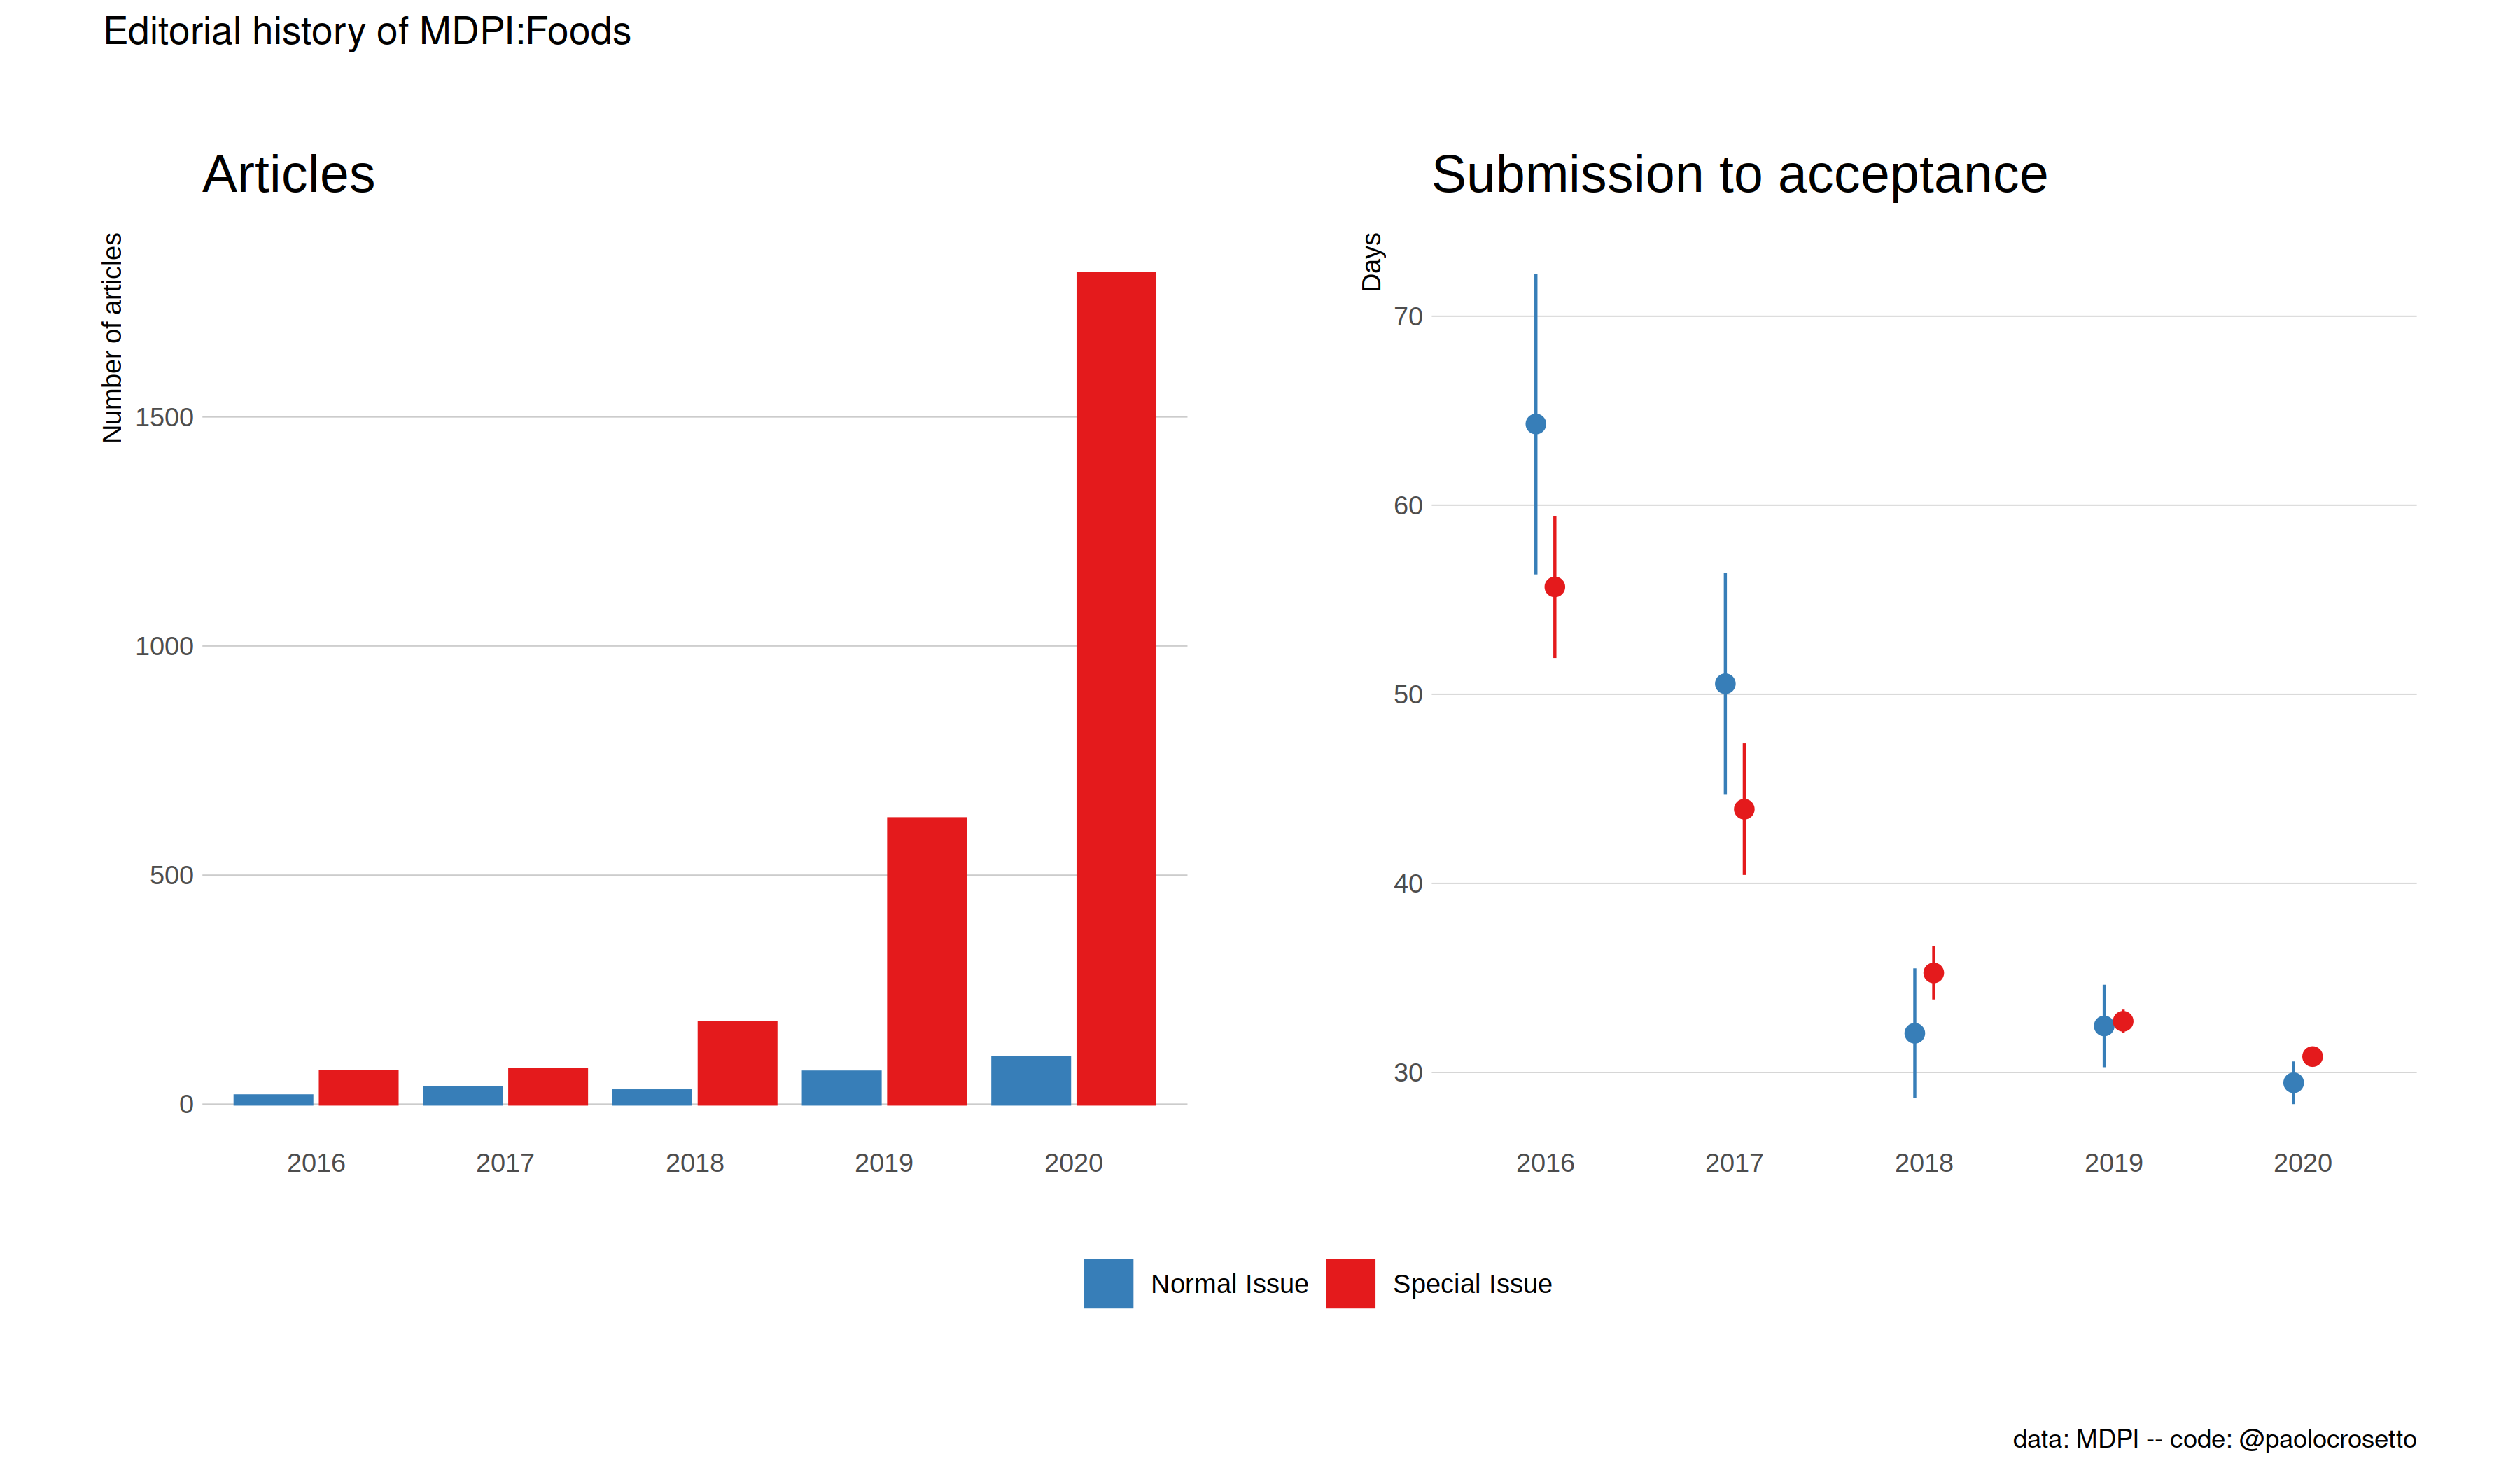 Editorial history of MDPI:Foods
Articles
Number of articles
1500
1000
500
0
2016 2017 2018 2019 2020
Submission to acceptance
Days
70
60
50
40
30
2016 2017 2018 2019 2020
Normal Issue Special Issue
data: MDPI -- code: @paolocrosetto